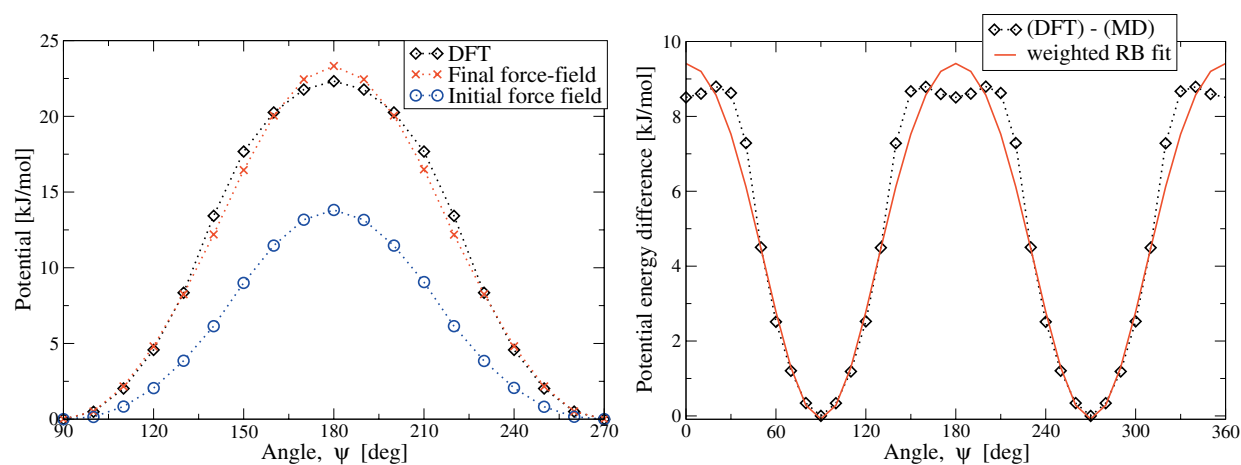 25
20
15
10
5
0
90
120
150
180
210
240
270
Potential [kJ/mol]
Angle, ψ [deg]
DFT
Final force-field
Initial force field
10
8
6
4
2
0
0
60
120
180
240
300
360
Potential energy difference [kJ/mol]
Angle, ψ [deg]
(DFT) - (MD)
weighted RB fit